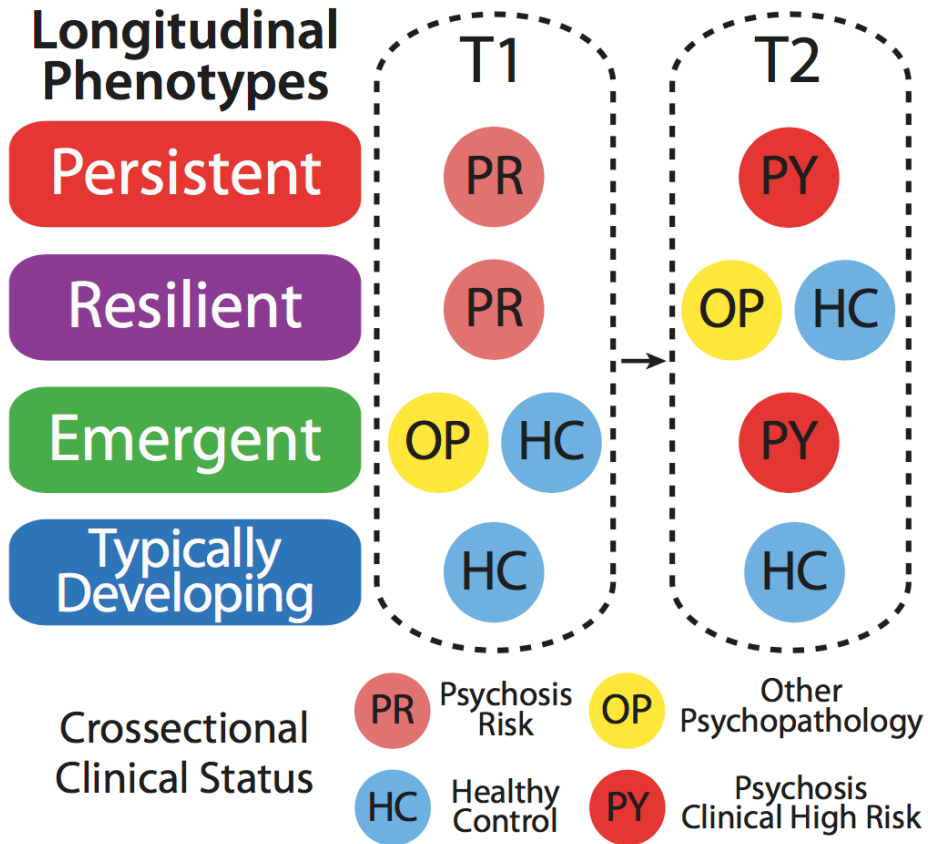 Longitudinal
Phenotypes
T1
T2
Persistent
PR
PY
Resilient
PR
OP
HC
Emergent
OP
HC
PY
Typically
Developing
HC
HC
Crossectional
Clinical Status
PR
Psychosis
Risk
OP
Other
Psychopathology
HC
Healthy
Control
PY
Psychosis
Clinical High Risk